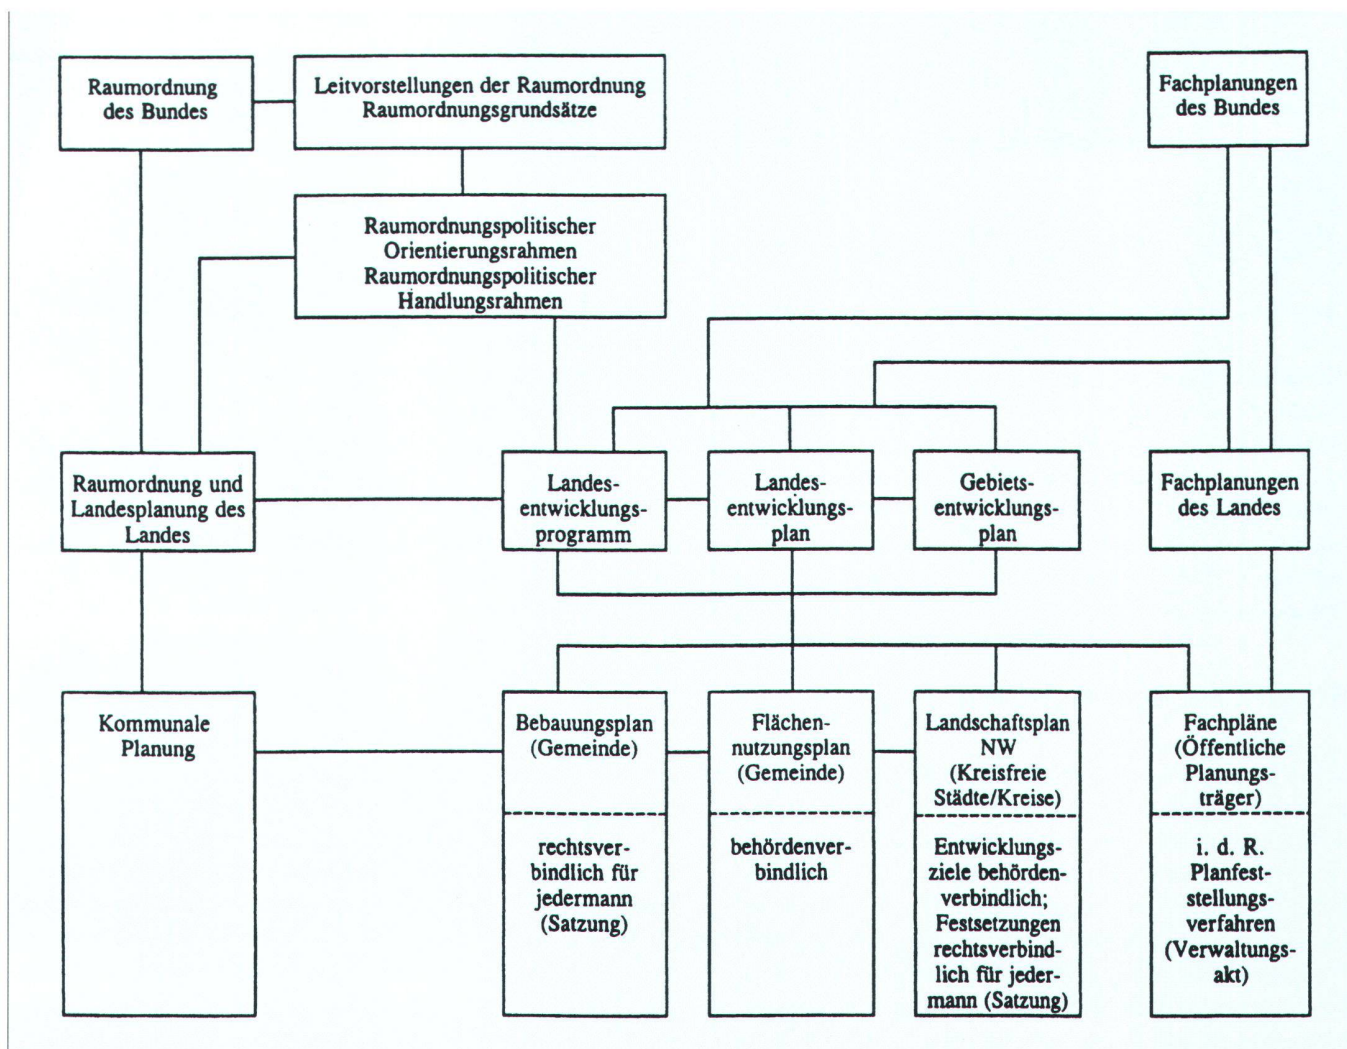 Raumordnung
des Bundes
Leitvorstellungen der Raumordnung
Raumordnungsgrundsätze
Fachplanungen
des Bundes
Raumordnungspolitischer
Orientierungsrahmen
Raumordnungspolitischer
Handlungsrahmen
Raumordnung und
Landesplanung des
Landes
Landes-
entwicklungs-
programm
Landes-
entwicklungs-
plan
Gebiets-
entwicklungs-
plan
Fachplanungen
des Landes
Kommunale
Planung
Bebauungsplan
(Gemeinde)
rechtsver-
bindlich für
jedermann
(Satzung)
Flächen-
nutzungsplan
(Gemeinde)
behördenver-
bindlich
Landschaftsplan
NW
(Kreisfreie
Städte/Kreise)
Entwicklungs-
ziele behörden-
verbindlich;
Festsetzungen
rechtsverbind-
lich für jeder-
mann (Satzung)
Fachpläne
(Öffentliche
Planungs-
träger)
i. d. R.
Planfest-
stellungs-
verfahren
(Verwaltungs-
akt)